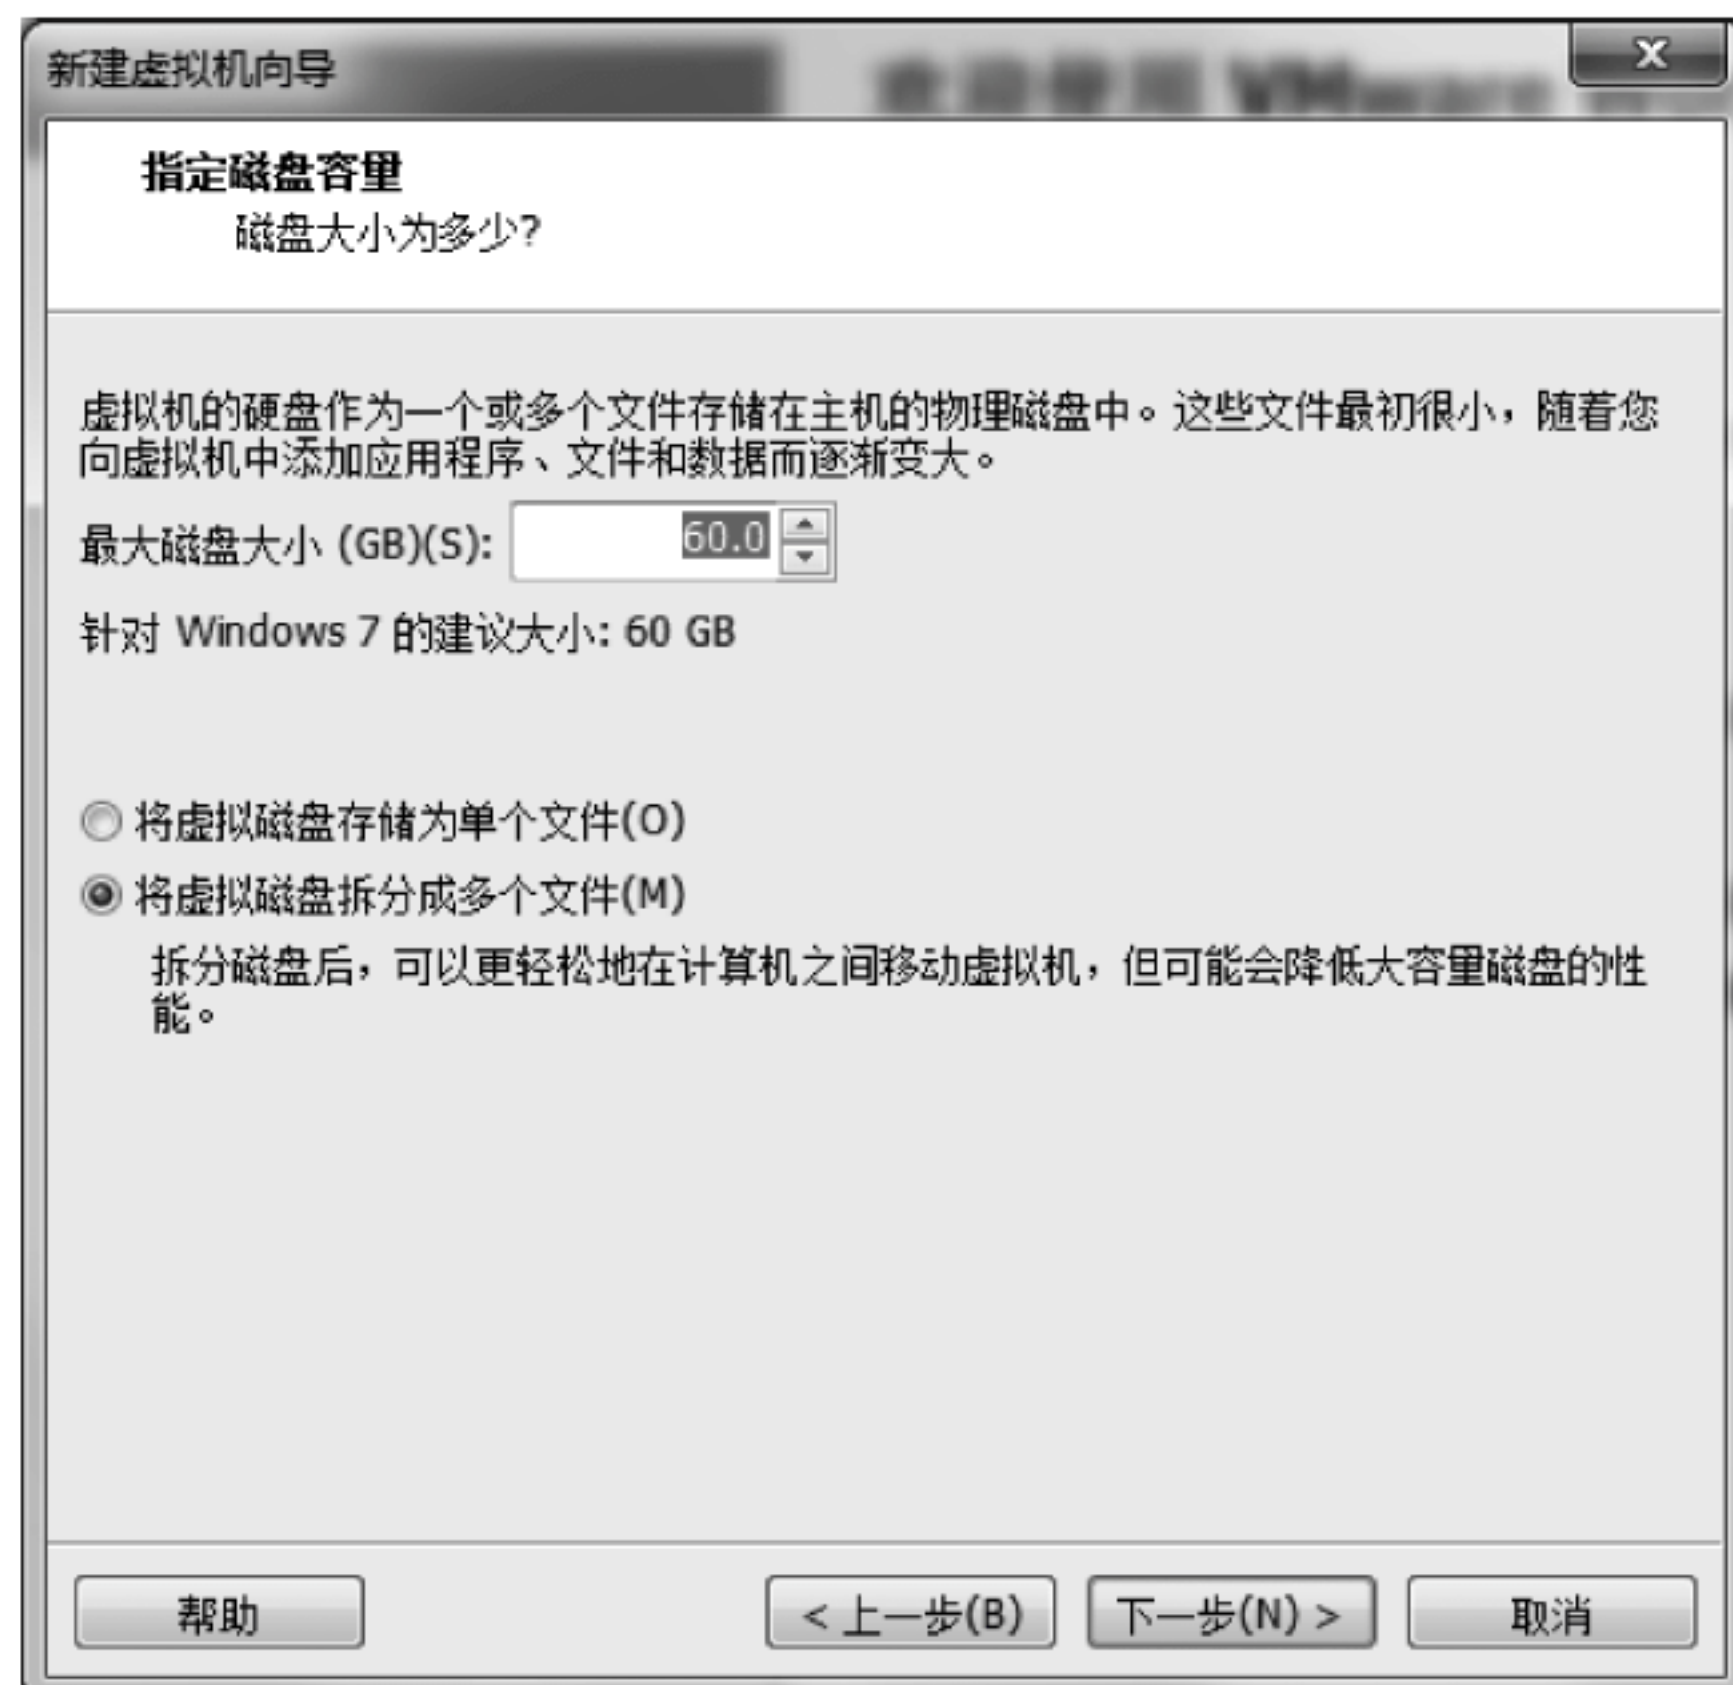 新建虚拟机向导
欢迎使用 VMware
指定磁盘容量
磁盘大小为多少?
虚拟机的硬盘作为一个或多个文件存储在主机的物理磁盘中。这些文件最初很小，随着您
向虚拟机中添加应用程序、文件和数据而逐渐变大。
最大磁盘大小 (GB)(S): 60.0
针对 Windows 7 的建议大小: 60 GB
将虚拟磁盘存储为单个文件(O)
将虚拟磁盘拆分成多个文件(M)
拆分磁盘后，可以更轻松地在计算机之间移动虚拟机，但可能会降低大容量磁盘的性
能。
帮助
< 上一步(B)
下一步(N) >
取消